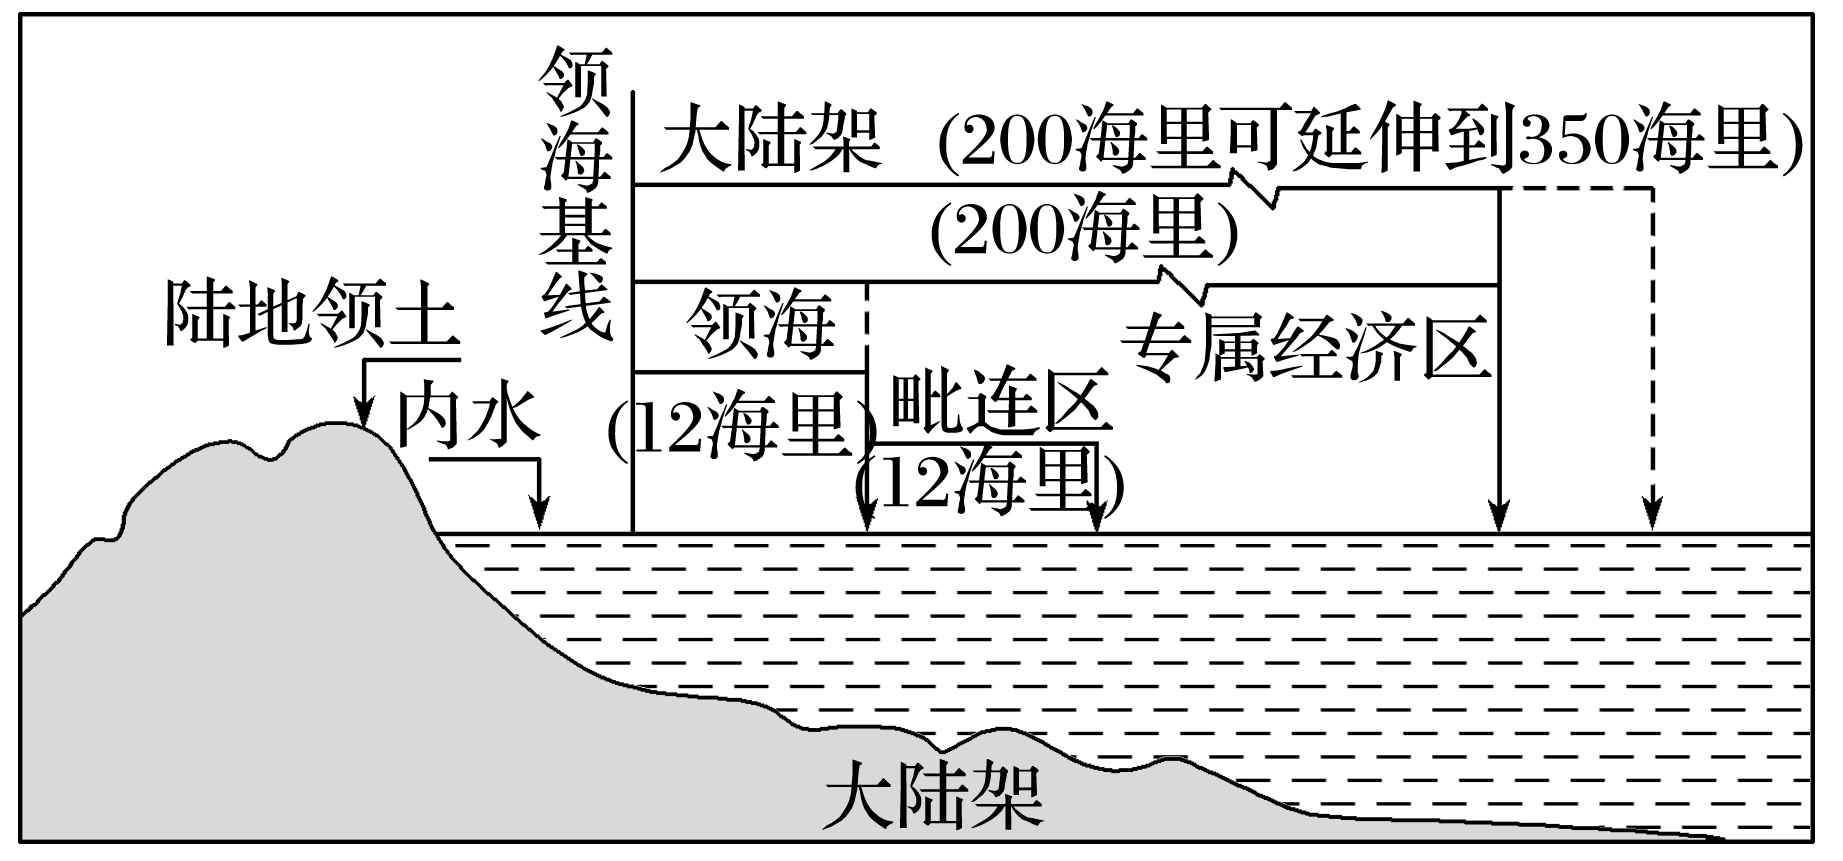 领海基线
大陆架 (200海里可延伸到350海里)
(200海里)
陆地领土
领海
专属经济区
内水
(12海里)
毗连区
(12海里)
大陆架